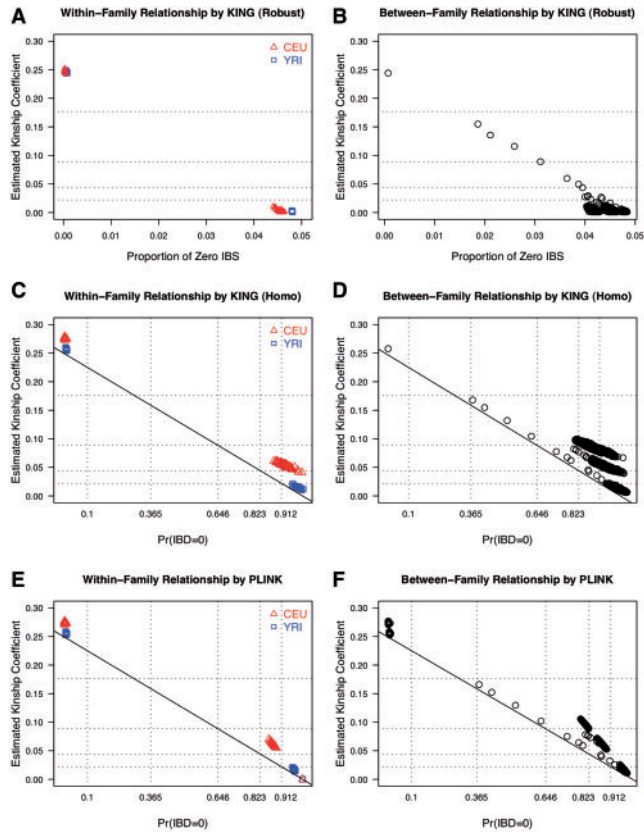 A
Within−Family Relationship by KING (Robust)
Estimated Kinship Coefficient
0.30
0.25
0.20
0.15
0.10
0.05
0.00
CEU
YRI
0.00
0.01
0.02
0.03
0.04
0.05
Proportion of Zero IBS
B
Between−Family Relationship by KING (Robust)
Estimated Kinship Coefficient
0.30
0.25
0.20
0.15
0.10
0.05
0.00
0.00
0.01
0.02
0.03
0.04
0.05
Proportion of Zero IBS
C
Within−Family Relationship by KING (Homo)
Estimated Kinship Coefficient
0.30
0.25
0.20
0.15
0.10
0.05
0.00
CEU
YRI
0.1
0.365
0.646
0.823
0.912
Pr(IBD=0)
D
Between−Family Relationship by KING (Homo)
Estimated Kinship Coefficient
0.30
0.25
0.20
0.15
0.10
0.05
0.00
0.1
0.365
0.646
0.823
Pr(IBD=0)
E
Within−Family Relationship by PLINK
Estimated Kinship Coefficient
0.30
0.25
0.20
0.15
0.10
0.05
0.00
CEU
YRI
0.1
0.365
0.646
0.823
0.912
Pr(IBD=0)
F
Between−Family Relationship by PLINK
Estimated Kinship Coefficient
0.30
0.25
0.20
0.15
0.10
0.05
0.00
0.1
0.365
0.646
0.823
0.912
Pr(IBD=0)